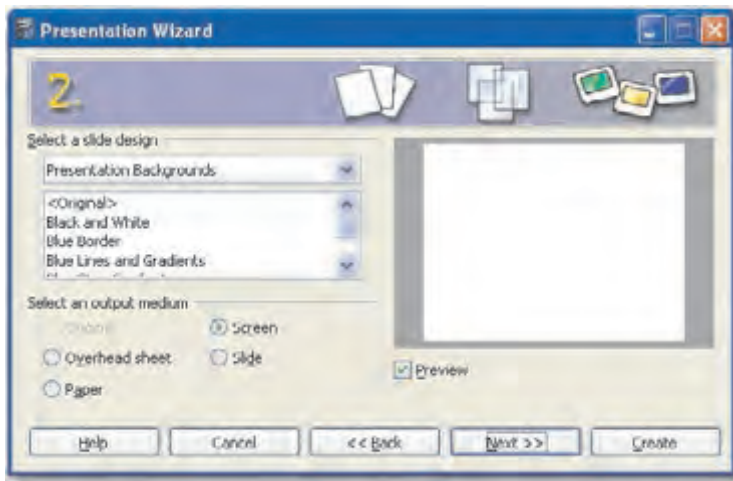 Presentation Wizard
2.
Select a slide design
Presentation Backgrounds
<Original>
Black and White
Blue Border
Blue Lines and Gradients
Select an output medium
Screen
Overhead sheet
Slide
Paper
Preview
Help
Cancel
<< Back
Next >>
Create